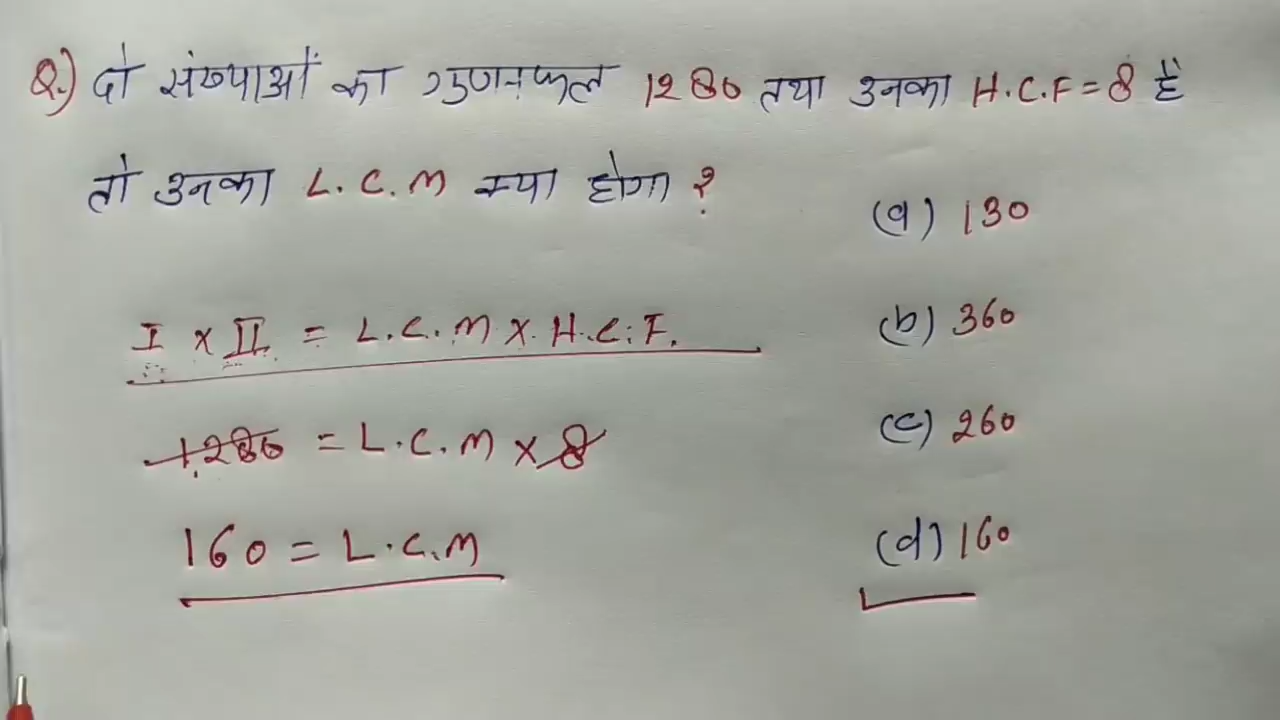 Q.) दो संख्याओं का गुणनफल 1280 तथा उनका H.C.F = 8 है
तो उनका L.C.M क्या होगा ?
(a) 130
I x II = L.C.M x H.C.F.
(b) 360
1280 = L.C.M x 8
(c) 260
160 = L.C.M
(d) 160